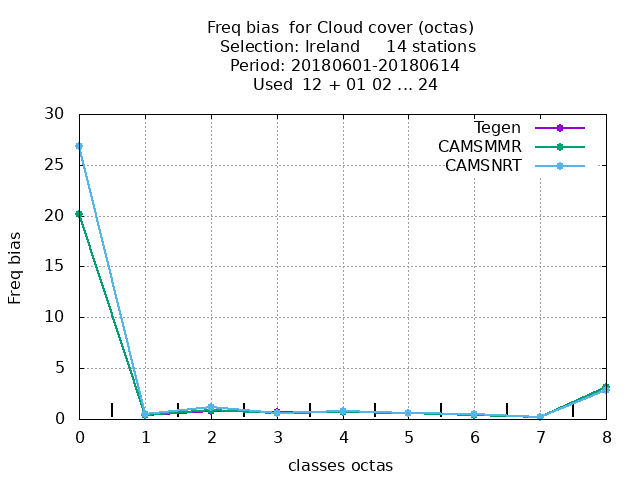 Freq bias  for Cloud cover (octas)
Selection: Ireland     14 stations
Period: 20180601-20180614
Used  12 + 01 02 ... 24
Tegen
CAMSMMR
CAMSNRT
30
25
20
15
10
5
0
Freq bias
0 1 2 3 4 5 6 7 8
classes octas